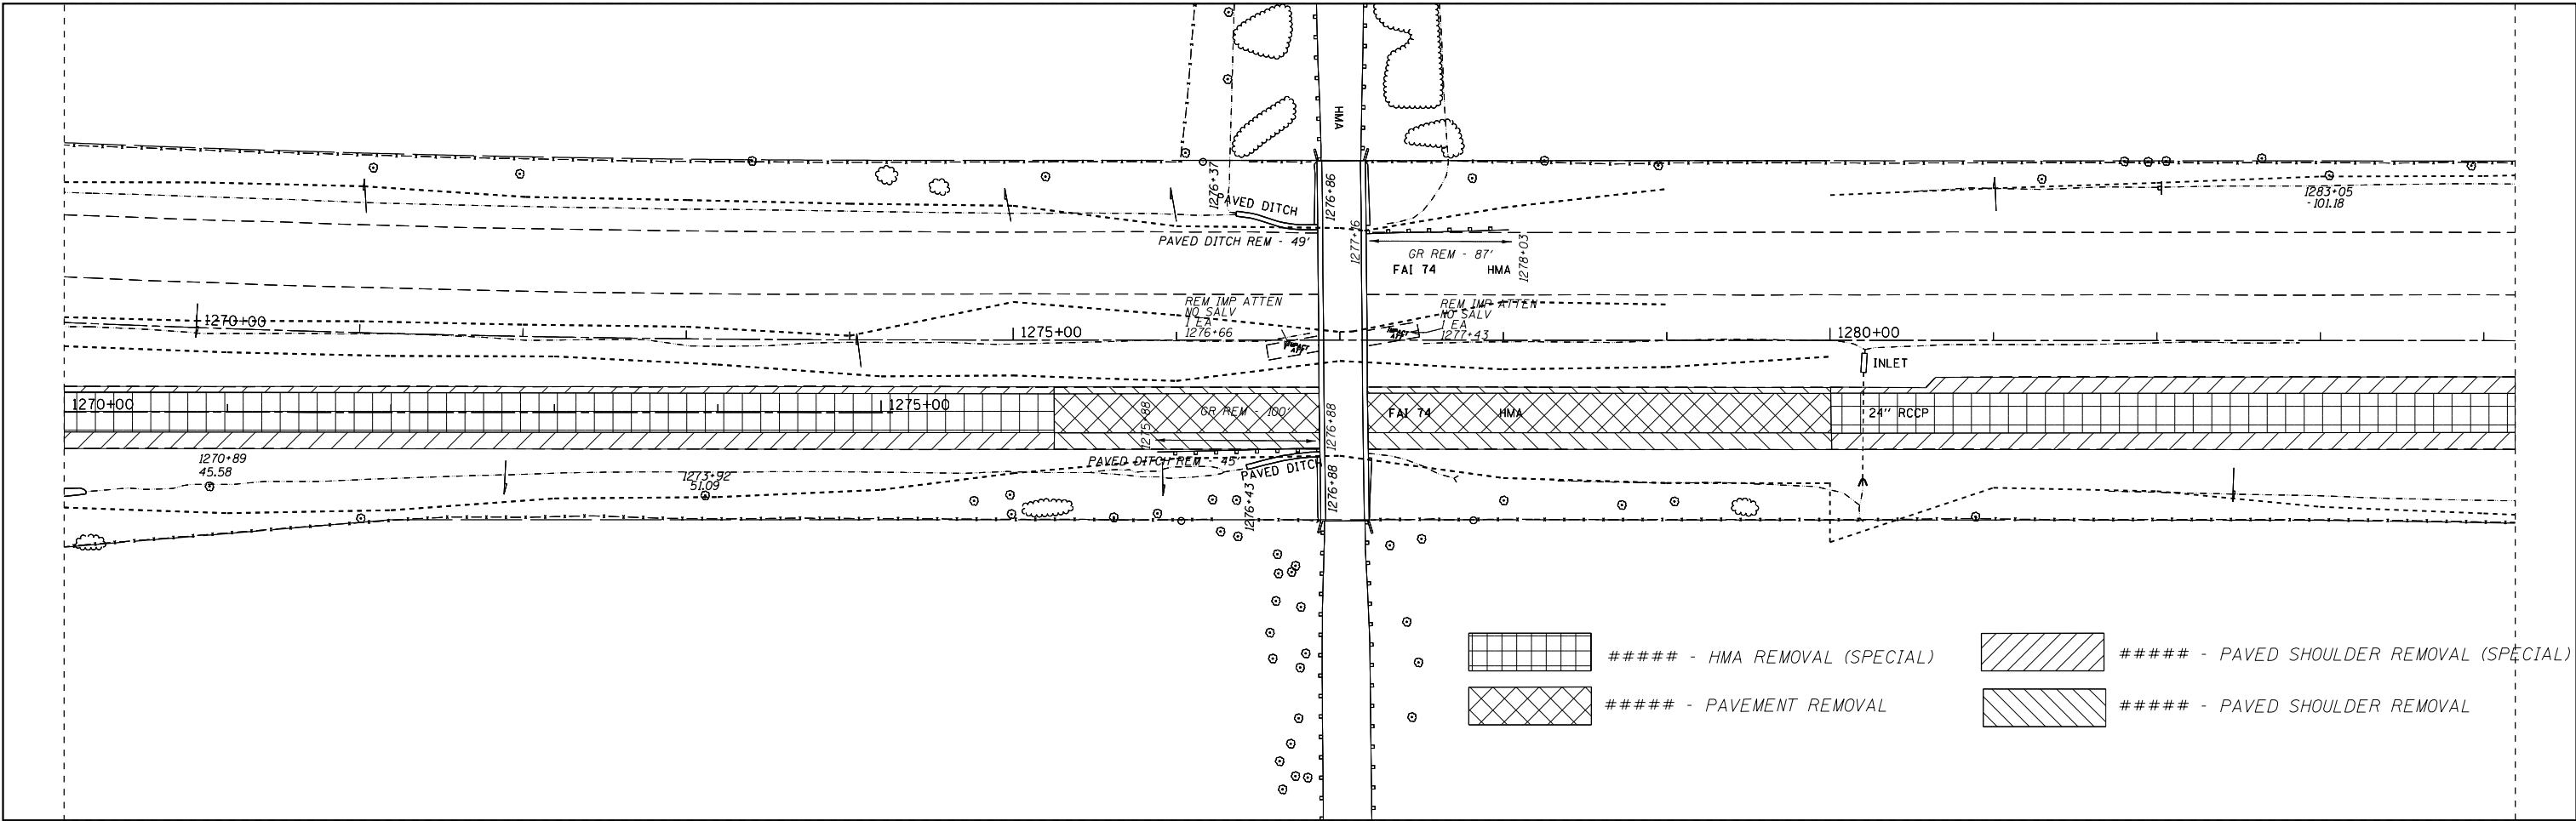 HMA
1276+37
PAVED DITCH
1276+86
1283+05
-101.18
PAVED DITCH REM - 49'
1277+16
GR REM - 87'
1278+03
FAI 74 HMA
REM IMP ATTEN
NO SALV
1 EA
1276+66
REM IMP ATTEN
NO SALV
1 EA
1277+43
1270+00
1275+00
1280+00
INLET
1270+00
1275+00
1275+88
GR REM - 100'
1276+88
FAI 74 HMA
24" RCCP
1270+89
45.58
1273+92
51.09
PAVED DITCH REM - 45'
PAVED DITCH
1276+43
1276+88
##### - HMA REMOVAL (SPECIAL)
##### - PAVED SHOULDER REMOVAL (SPECIAL)
##### - PAVEMENT REMOVAL
##### - PAVED SHOULDER REMOVAL